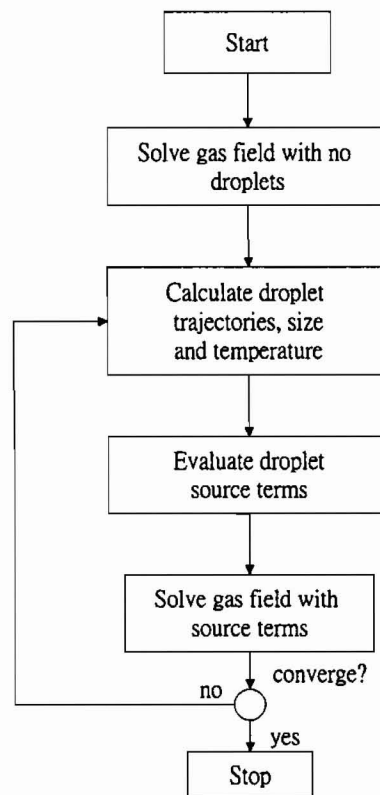 Start
Solve gas field with no
droplets
Calculate droplet
trajectories, size
and temperature
Evaluate droplet
source terms
Solve gas field with
source terms
converge?
no
yes
Stop